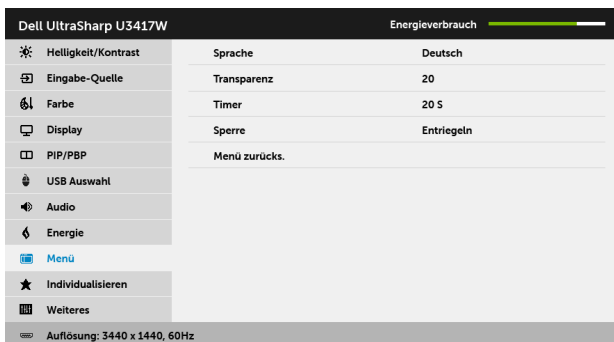 Dell UltraSharp U3417W
Energieverbrauch
Helligkeit/Kontrast
Sprache
Deutsch
Eingabe-Quelle
Transparenz
20
Farbe
Timer
20 S
Display
Sperre
Entriegeln
PIP/PBP
Menü zurücks.
USB Auswahl
Audio
Energie
Menü
Individualisieren
Weiteres
Auflösung: 3440 x 1440, 60Hz